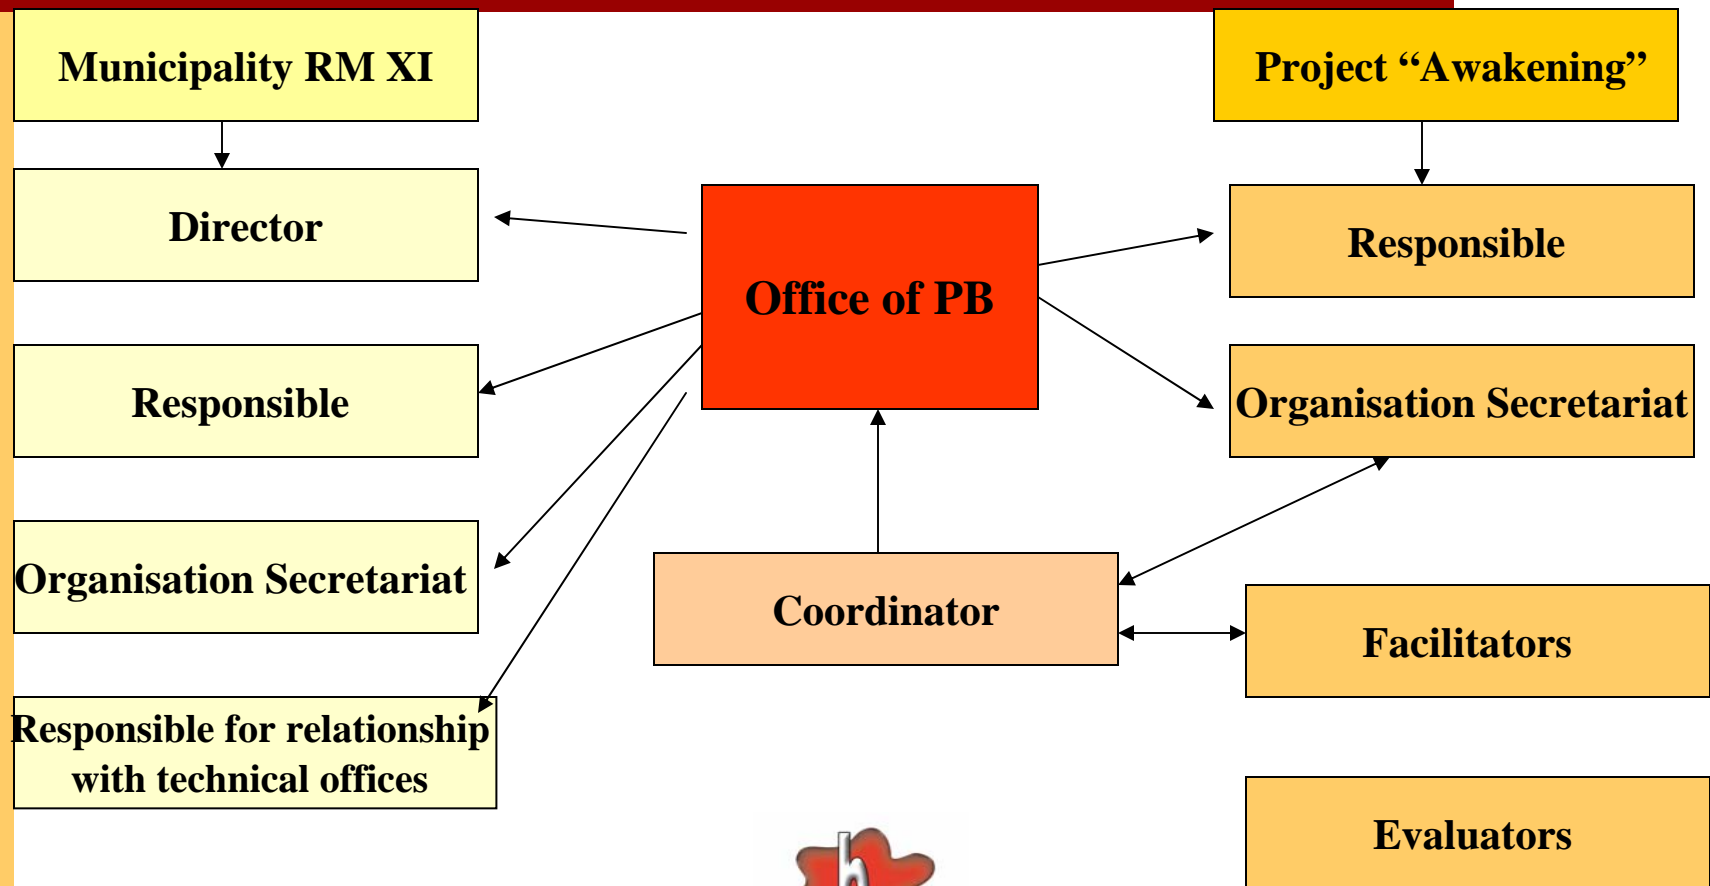 Municipality RM XI
Project “Awakening”
Director
Responsible
Office of PB
Responsible
Organisation Secretariat
Organisation Secretariat
Coordinator
Facilitators
Responsible for relationship
with technical offices
Evaluators
h